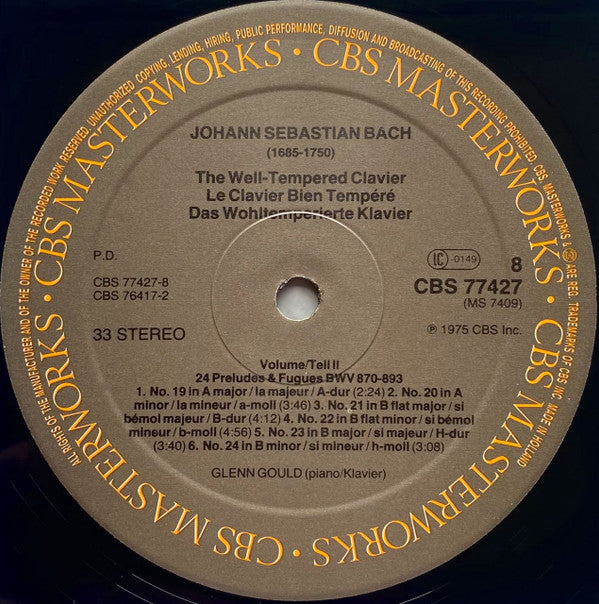 ALL RIGHTS OF THE MANUFACTURER AND OF THE OWNER OF THE RECORDED WORK RESERVED. UNAUTHORIZED COPYING, LENDING, HIRING, PUBLIC PERFORMANCE, DIFFUSION AND BROADCASTING OF THIS RECORDING PROHIBITED. CBS, MASTERWORKS & ARE REG. TRADEMARKS OF CBS INC. MADE IN HOLLAND
CBS MASTERWORKS • CBS MASTERWORKS • CBS MASTERWORKS • CBS MASTERWORKS • CBS MASTERWORKS •
JOHANN SEBASTIAN BACH
(1685-1750)
The Well-Tempered Clavier
Le Clavier Bien Tempéré
Das Wohltemperierte Klavier
P.D.
LC -0149
8
CBS 77427-8
CBS 76417-2
CBS 77427
(MS 7409)
33 STEREO
℗ 1975 CBS Inc.
Volume/Teil II
24 Preludes & Fugues BWV 870-893
1. No. 19 in A major/la majeur/A-dur (2:24) 2. No. 20 in A
minor/la mineur/a-moll (3:46) 3. No. 21 in B flat major/si
bémol majeur/B-dur (4:12) 4. No. 22 in B flat minor/si bémol
mineur/b-moll (4:56) 5. No. 23 in B major/si majeur/H-dur
(3:40) 6. No. 24 in B minor/si mineur/h-moll (3:08)
GLENN GOULD (piano/Klavier)